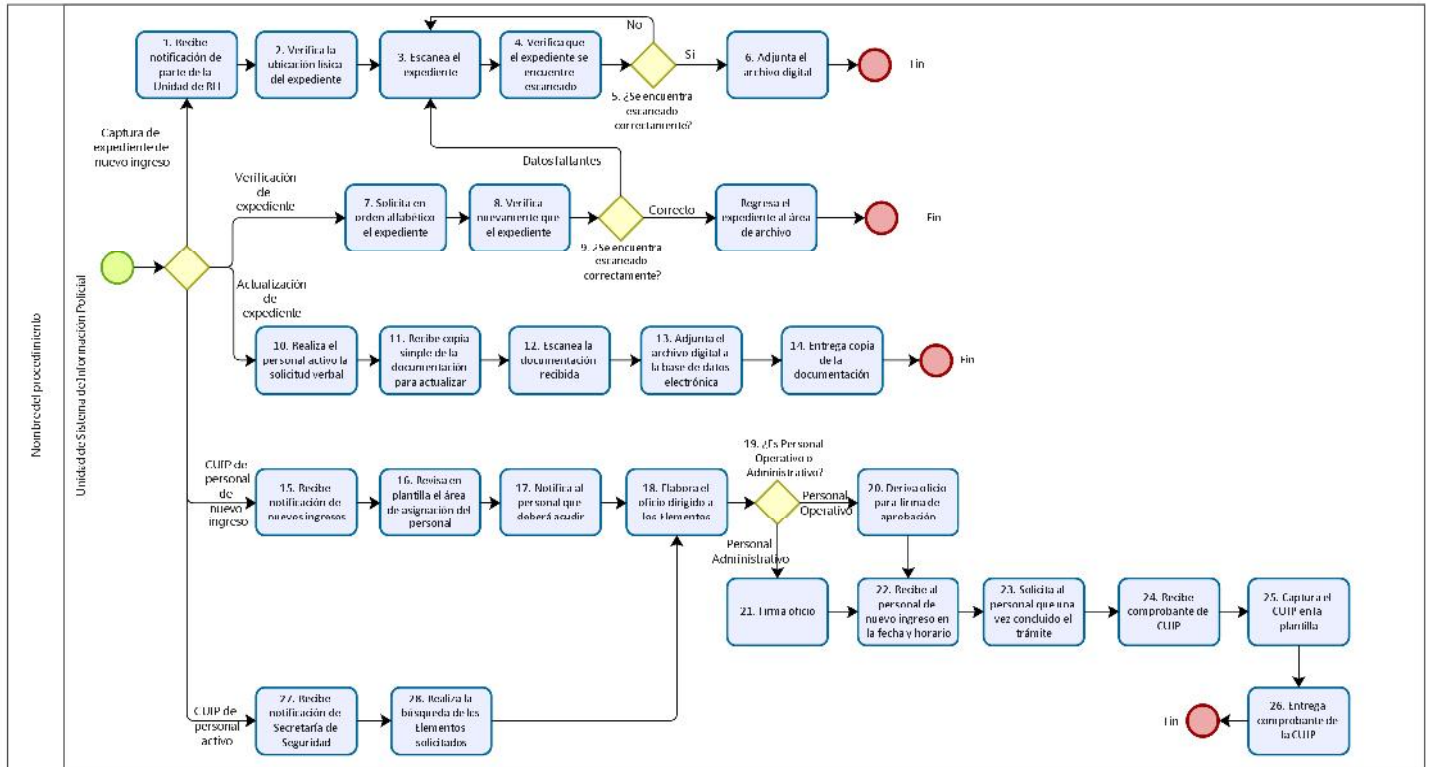 Nombre del procedimiento
Unidad de Sistema de Información Policial
1. Recibe
notificación de
parte de la
Unidad de RH
2. Verifica la
ubicación física
del expediente
3. Escanea el
expediente
4. Verifica que
el expediente se
encuentre
escaneado
No
Si
5. ¿Se encuentra
escaneado
correctamente?
6. Adjunta el
archivo digital
Fin
Captura de
expediente de
nuevo ingreso
Datos faltantes
Verificación
de
expediente
7. Solicita en
orden alfabético
el expediente
8. Verifica
nuevamente que
el expediente
Correcto
9. ¿Se encuentra
escaneado
correctamente?
Regresa el
expediente al área
de archivo
Fin
Actualización
de
expediente
10. Realiza el
personal activo la
solicitud verbal
11. Recibe copia
simple de la
documentación
para actualizar
12. Escanea la
documentación
recibida
13. Adjunta el
archivo digital a
la base de datos
electrónica
14. Entrega copia
de la
documentación
Fin
CUIP de
personal
de
nuevo
ingreso
15. Recibe
notificación de
nuevos ingresos
16. Revisa en
plantilla el área
de asignación del
personal
17. Notifica al
personal que
deberá acudir
18. Elabora el
oficio dirigido a
los Elementos
19. ¿Es Personal
Operativo o
Administrativo?
Personal
Operativo
20. Deriva oficio
para firma de
aprobación
Personal
Administrativo
21. Firma oficio
22. Recibe al
personal de
nuevo ingreso en
la fecha y horario
23. Solicita al
personal que una
vez concluido el
trámite
24. Recibe
comprobante de
CUIP
25. Captura el
CUIP en la
plantilla
CUIP de
personal
activo
27. Recibe
notificación de
Secretaría de
Seguridad
28. Realiza la
búsqueda de los
Elementos
solicitados
Fin
26. Entrega
comprobante de
la CUIP